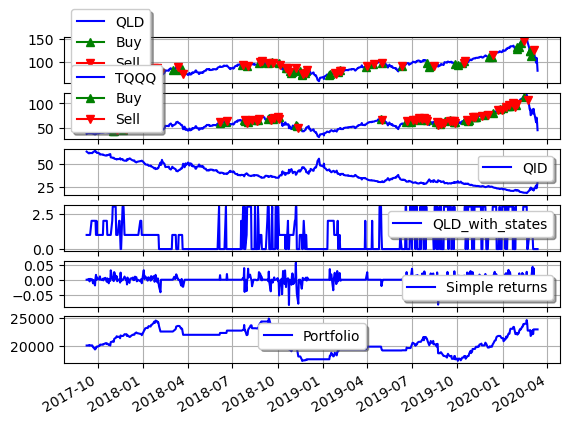 QLD
Buy
Sell
150
100
TQQQ
Buy
Sell
100
50
50
25
QID
2.5
0.0
QLD_with_states
0.05
0.00
−0.05
Simple returns
25000
20000
Portfolio
2017-10
2018-01
2018-04
2018-07
2018-10
2019-01
2019-04
2019-07
2019-10
2020-01
2020-04